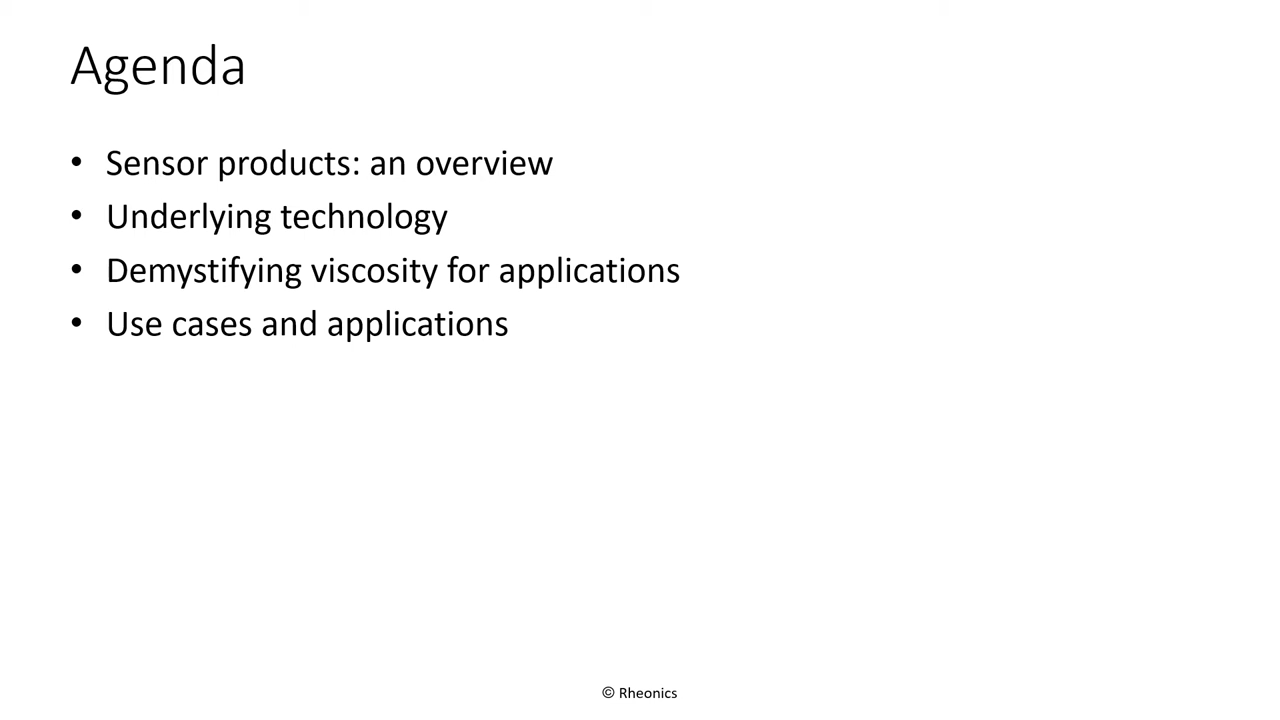 Agenda
• Sensor products: an overview
• Underlying technology
• Demystifying viscosity for applications
• Use cases and applications
© Rheonics